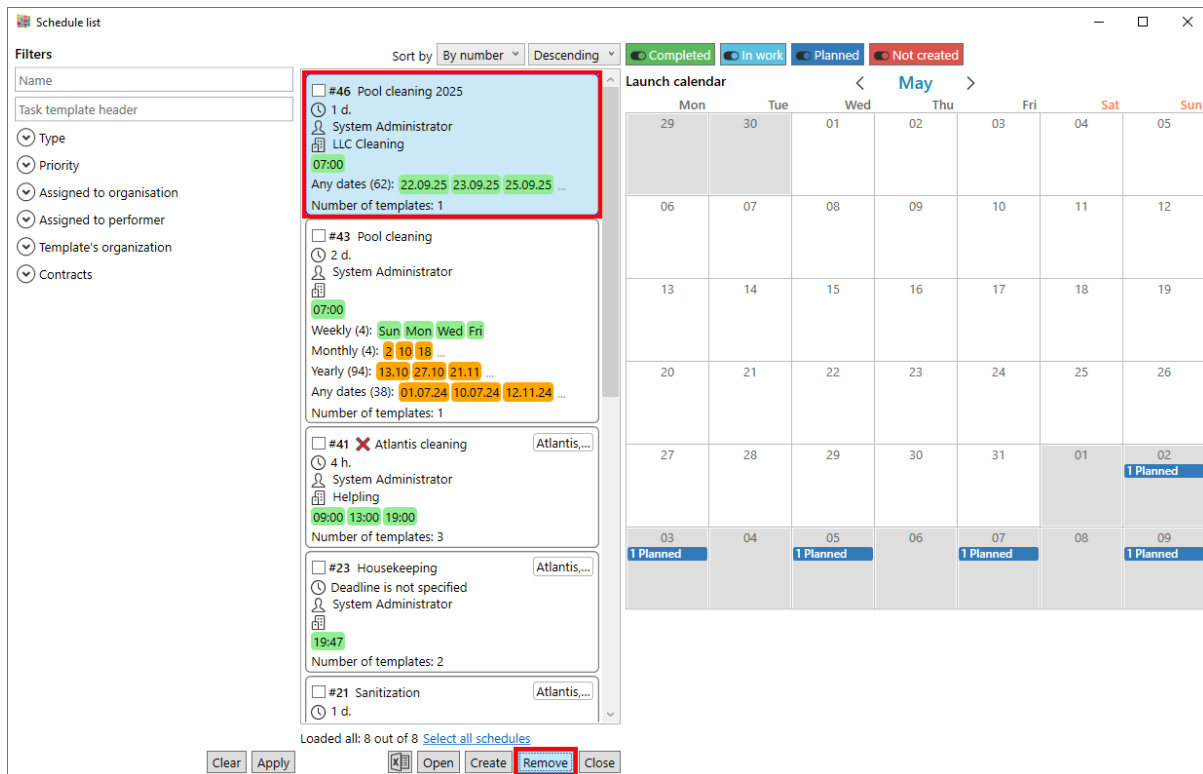 Schedule list
Filters
Name
Task template header
Type
Priority
Assigned to organisation
Assigned to performer
Template's organization
Contracts
Clear Apply
Sort by By number Descending
#46 Pool cleaning 2025
1 d.
System Administrator
LLC Cleaning
07:00
Any dates (62): 22.09.25 23.09.25 25.09.25 ...
Number of templates: 1
#43 Pool cleaning
2 d.
System Administrator
07:00
Weekly (4): Sun Mon Wed Fri
Monthly (4): 2 10 18 ...
Yearly (94): 13.10 27.10 21.11 ...
Any dates (38): 01.07.24 10.07.24 12.11.24 ...
Number of templates: 1
#41 Atlantis cleaning Atlantis,...
4 h.
System Administrator
Helpling
09:00 13:00 19:00
Number of templates: 3
#23 Housekeeping Atlantis,...
Deadline is not specified
System Administrator
19:47
Number of templates: 2
#21 Sanitization Atlantis,...
1 d.
Loaded all: 8 out of 8 Select all schedules
Open Create Remove Close
Completed In work Planned Not created
Launch calendar May
Mon Tue Wed Thu Fri Sat Sun
29 30 01 02 03 04 05
06 07 08 09 10 11 12
13 14 15 16 17 18 19
20 21 22 23 24 25 26
27 28 29 30 31 01 02
1 Planned
03 04 05 06 07 08 09
1 Planned 1 Planned 1 Planned 1 Planned